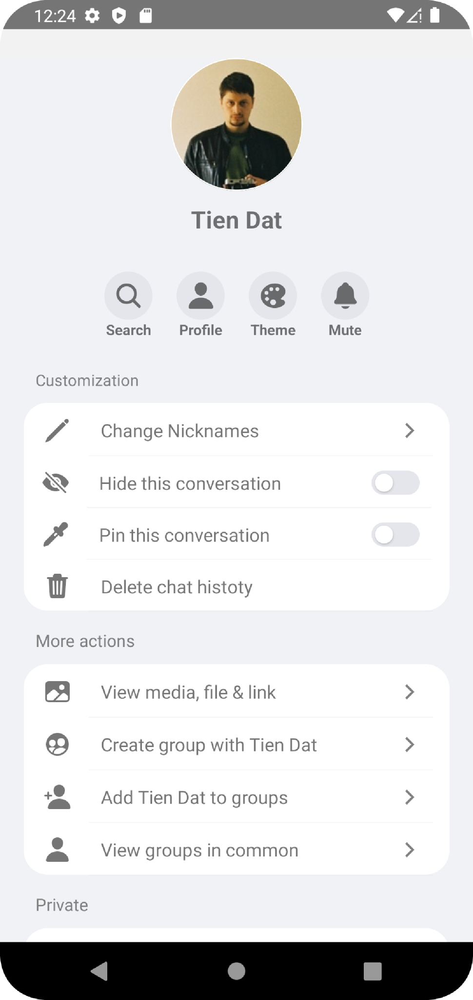 12:24
Tien Dat
Search Profile Theme Mute
Customization
Change Nicknames
Hide this conversation
Pin this conversation
Delete chat histoty
More actions
View media, file & link
Create group with Tien Dat
Add Tien Dat to groups
View groups in common
Private